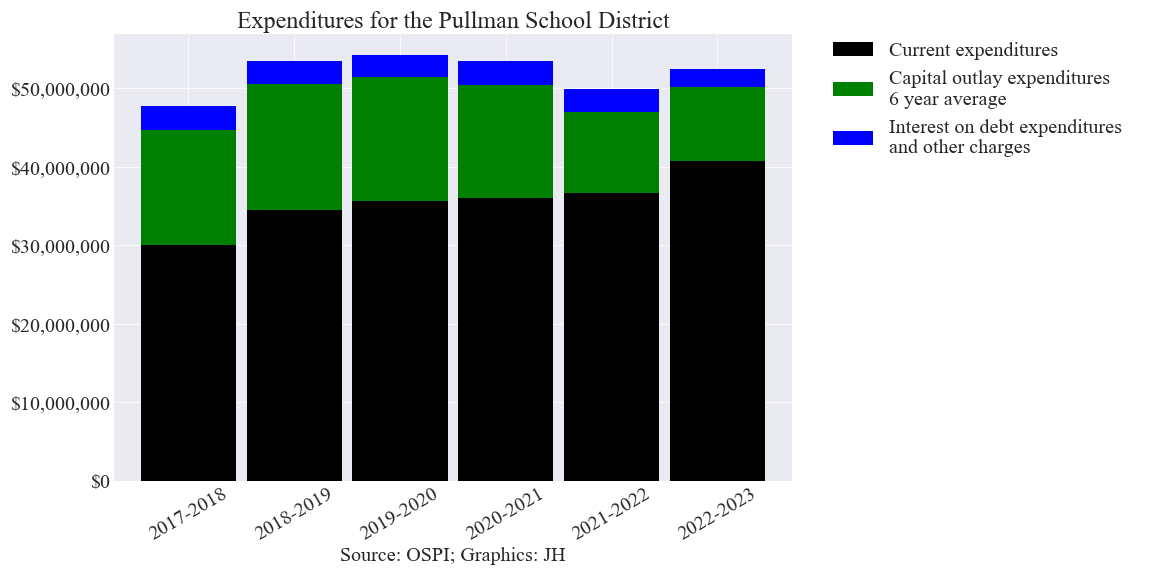 Expenditures for the Pullman School District
Current expenditures
Capital outlay expenditures
6 year average
Interest on debt expenditures
and other charges
$50,000,000
$40,000,000
$30,000,000
$20,000,000
$10,000,000
$0
2017-2018
2018-2019
2019-2020
2020-2021
2021-2022
2022-2023
Source: OSPI; Graphics: JH